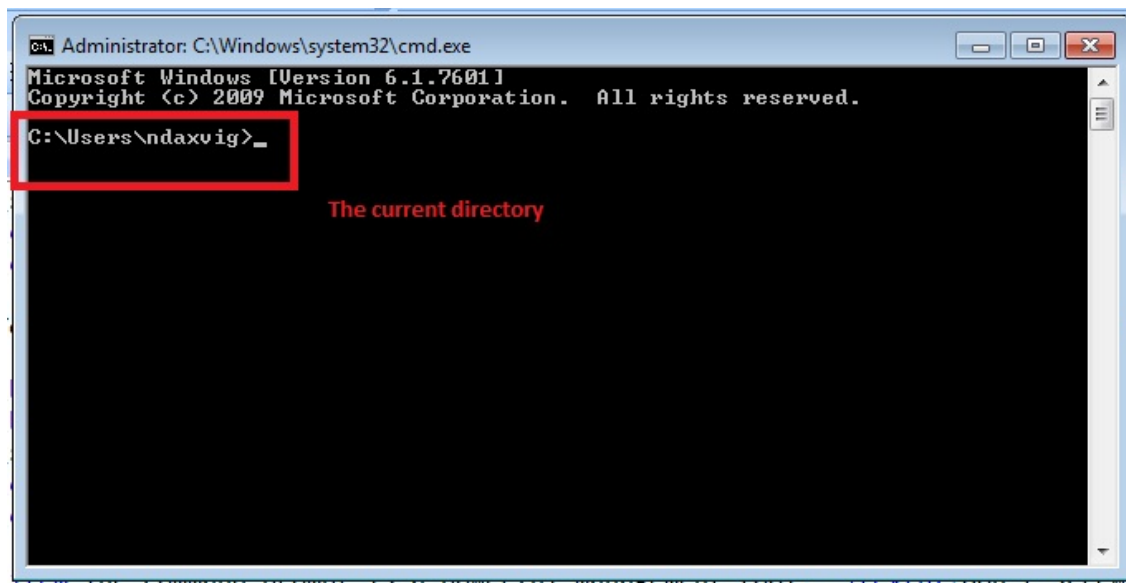 Administrator: C:\Windows\system32\cmd.exe
Microsoft Windows [Version 6.1.7601]
Copyright (c) 2009 Microsoft Corporation.  All rights reserved.
C:\Users\ndaxvig>_
The current directory